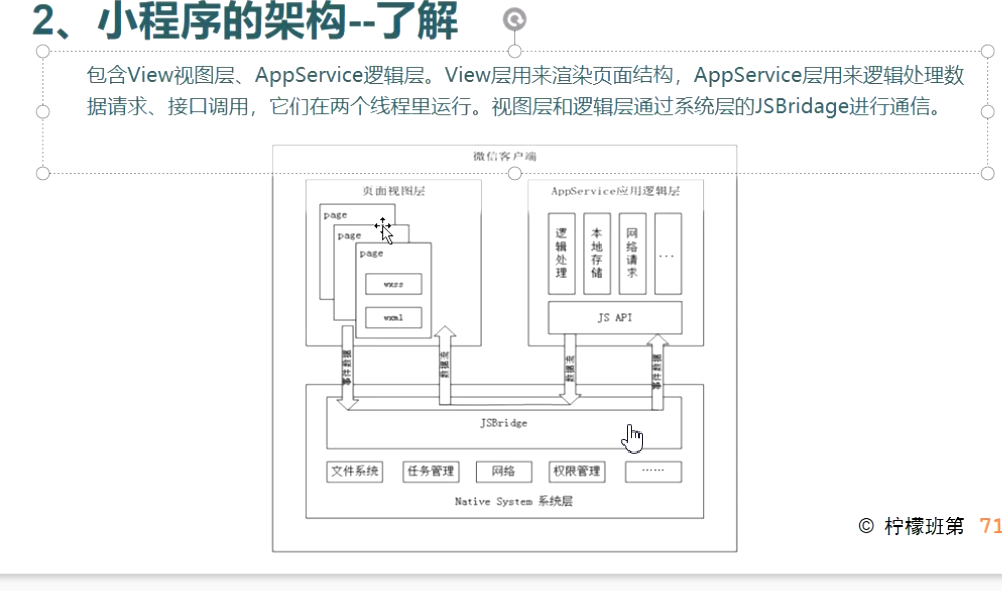 2、小程序的架构--了解
包含View视图层、AppService逻辑层。View层用来渲染页面结构，AppService层用来逻辑处理数
据请求、接口调用，它们在两个线程里运行。视图层和逻辑层通过系统层的JSBridage进行通信。
微信客户端
页面视图层
page
page
page
wxss
wxml
AppService应用逻辑层
逻辑处理
本地存储
网络请求
...
JS API
事件数据
数据流
数据流
事件数据
JSBridge
文件系统
任务管理
网络
权限管理
······
Native System 系统层
© 柠檬班第 71